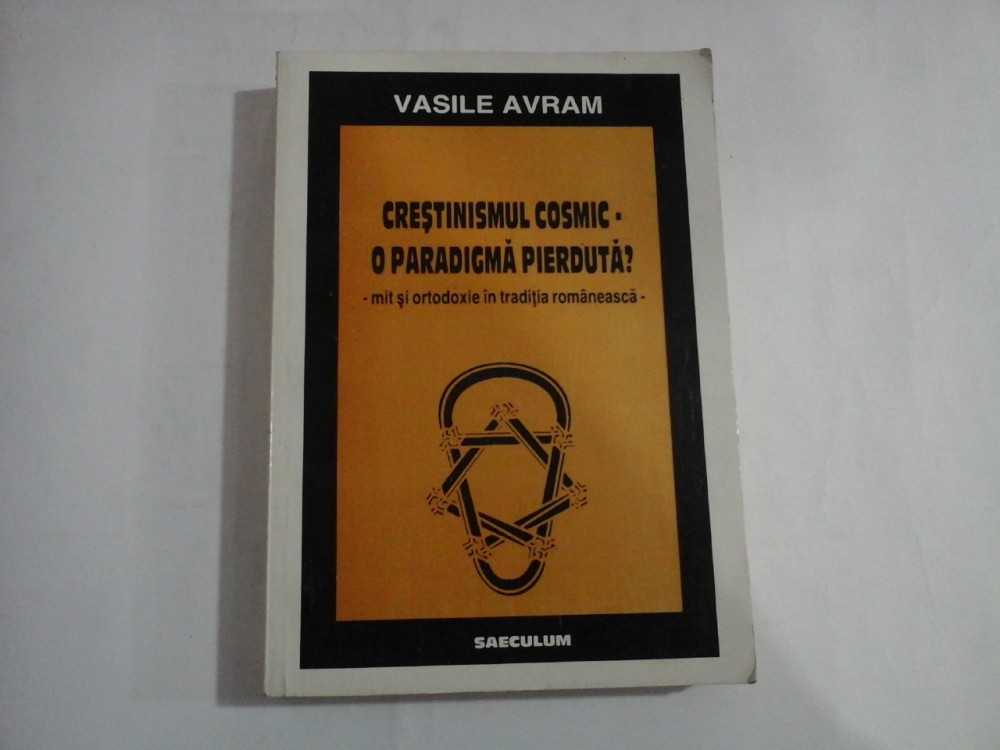 VASILE AVRAM
CREŞTINISMUL COSMIC -
O PARADIGMĂ PIERDUTĂ?
- mit şi ortodoxie în tradiţia românească -
SAECULUM